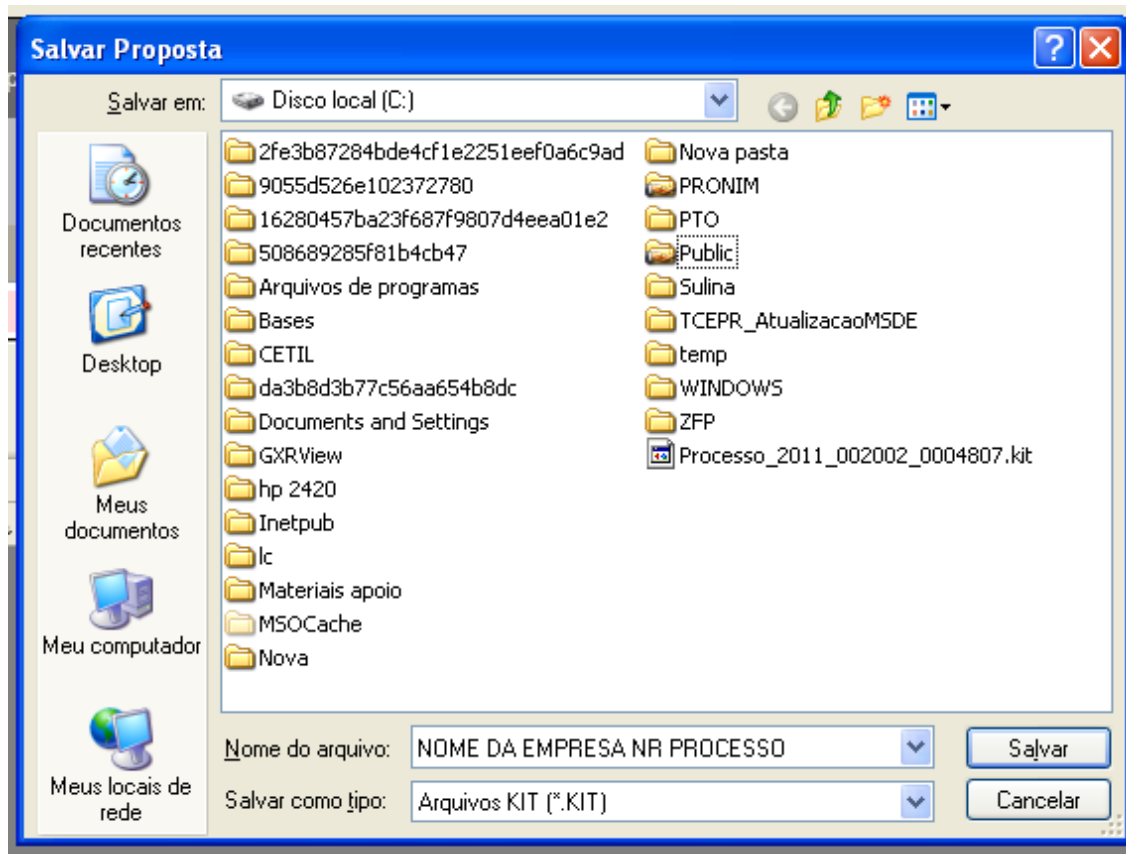 Salvar Proposta
Salvar em:
Disco local (C:)
Documentos
recentes
Desktop
Meus
documentos
Meu computador
Meus locais de
rede
2fe3b87284bde4cf1e2251eef0a6c9ad
9055d526e102372780
16280457ba23f687f9807d4eea01e2
508689285f81b4cb47
Arquivos de programas
Bases
CETIL
da3b8d3b77c56aa654b8dc
Documents and Settings
GXRView
hp 2420
Inetpub
lc
Materiais apoio
MSOCache
Nova
Nova pasta
PRONIM
PTO
Public
Sulina
TCEPR_AtualizacaoMSDE
temp
WINDOWS
ZFP
Processo_2011_002002_0004807.kit
Nome do arquivo:
NOME DA EMPRESA NR PROCESSO
Salvar
Salvar como tipo:
Arquivos KIT (*.KIT)
Cancelar